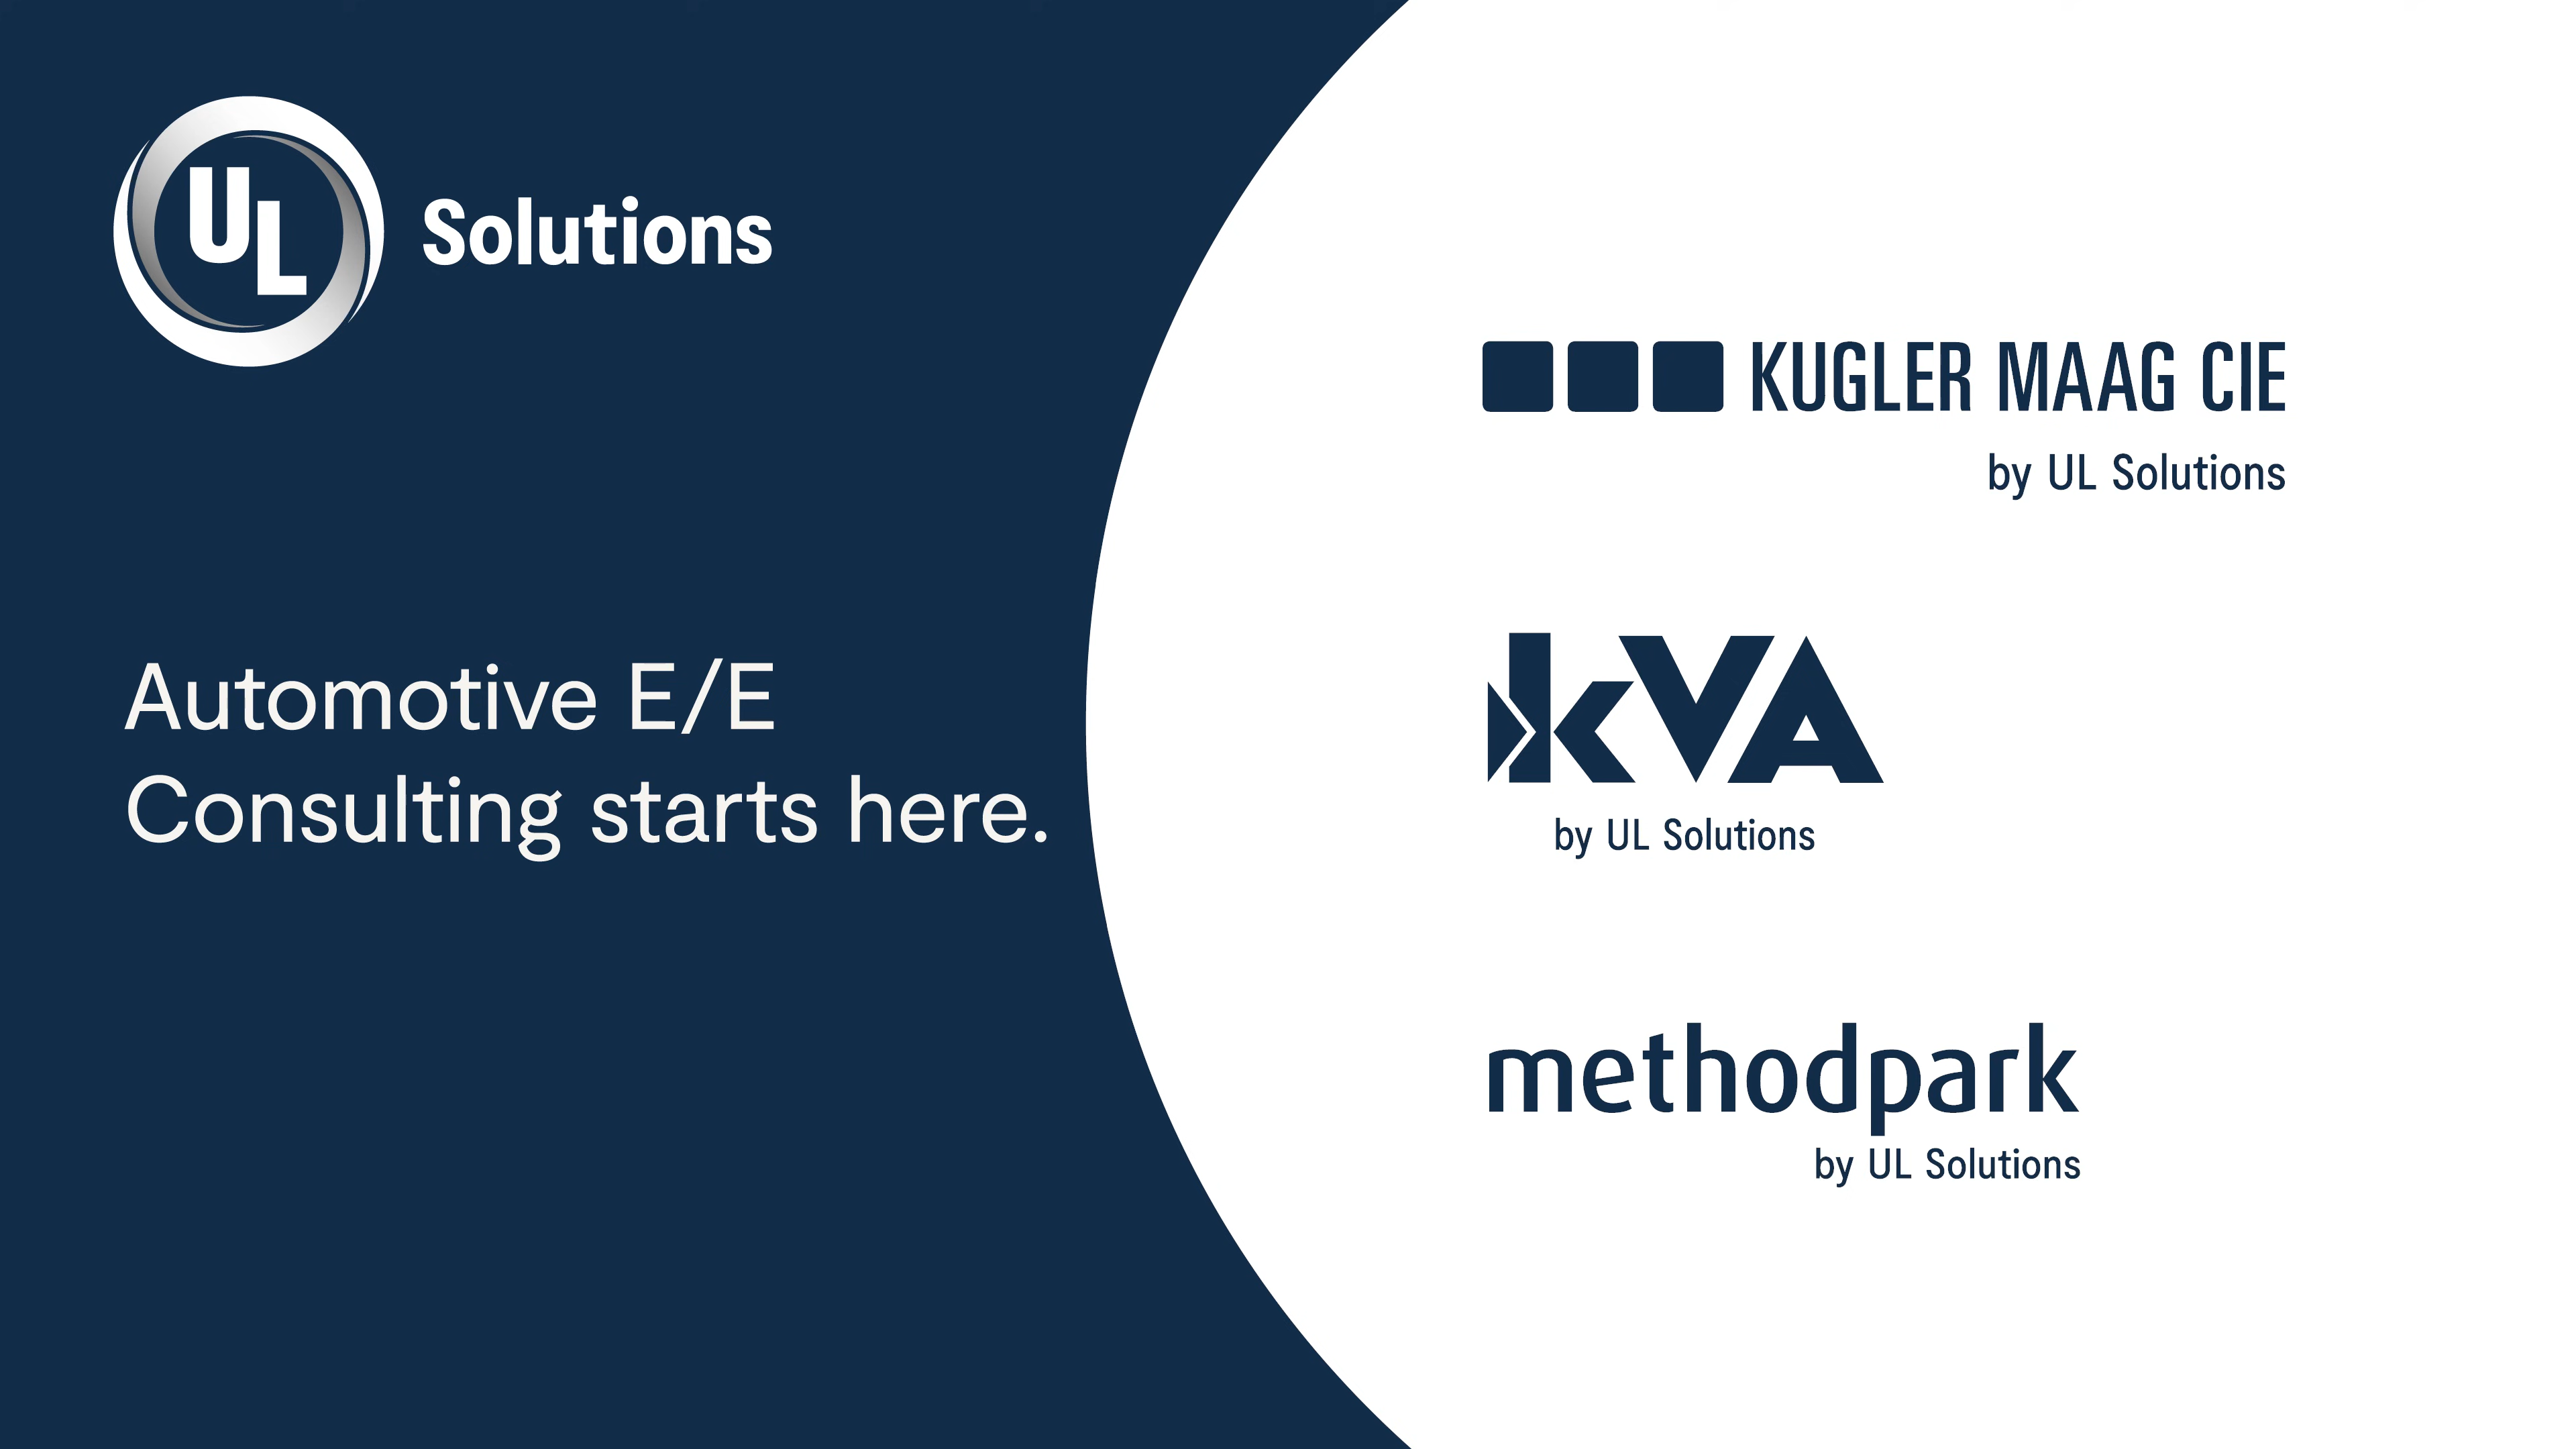 UL Solutions
Automotive E/E
Consulting starts here.
KUGLER MAAG CIE
by UL Solutions
kVA
by UL Solutions
methodpark
by UL Solutions